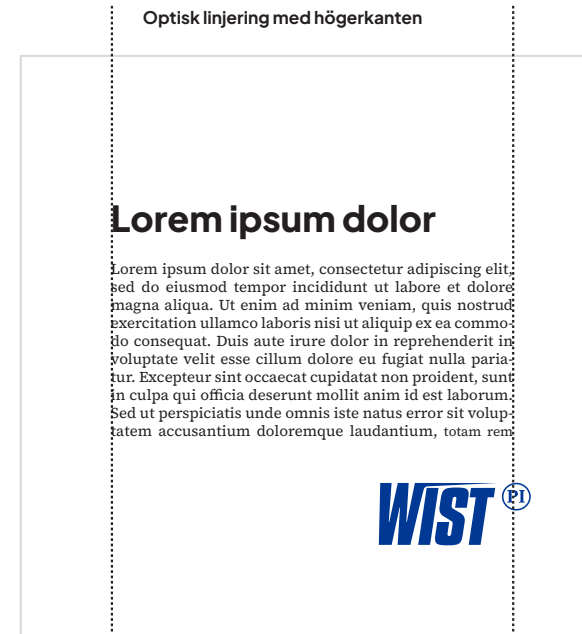 Optisk linjering med högerkanten
Lorem ipsum dolor
Lorem ipsum dolor sit amet, consectetur adipiscing elit,
sed do eiusmod tempor incididunt ut labore et dolore
magna aliqua. Ut enim ad minim veniam, quis nostrud
exercitation ullamco laboris nisi ut aliquip ex ea commo-
do consequat. Duis aute irure dolor in reprehenderit in
voluptate velit esse cillum dolore eu fugiat nulla paria-
tur. Excepteur sint occaecat cupidatat non proident, sunt
in culpa qui officia deserunt mollit anim id est laborum.
Sed ut perspiciatis unde omnis iste natus error sit volup-
tatem accusantium doloremque laudantium, totam rem
WIST PI